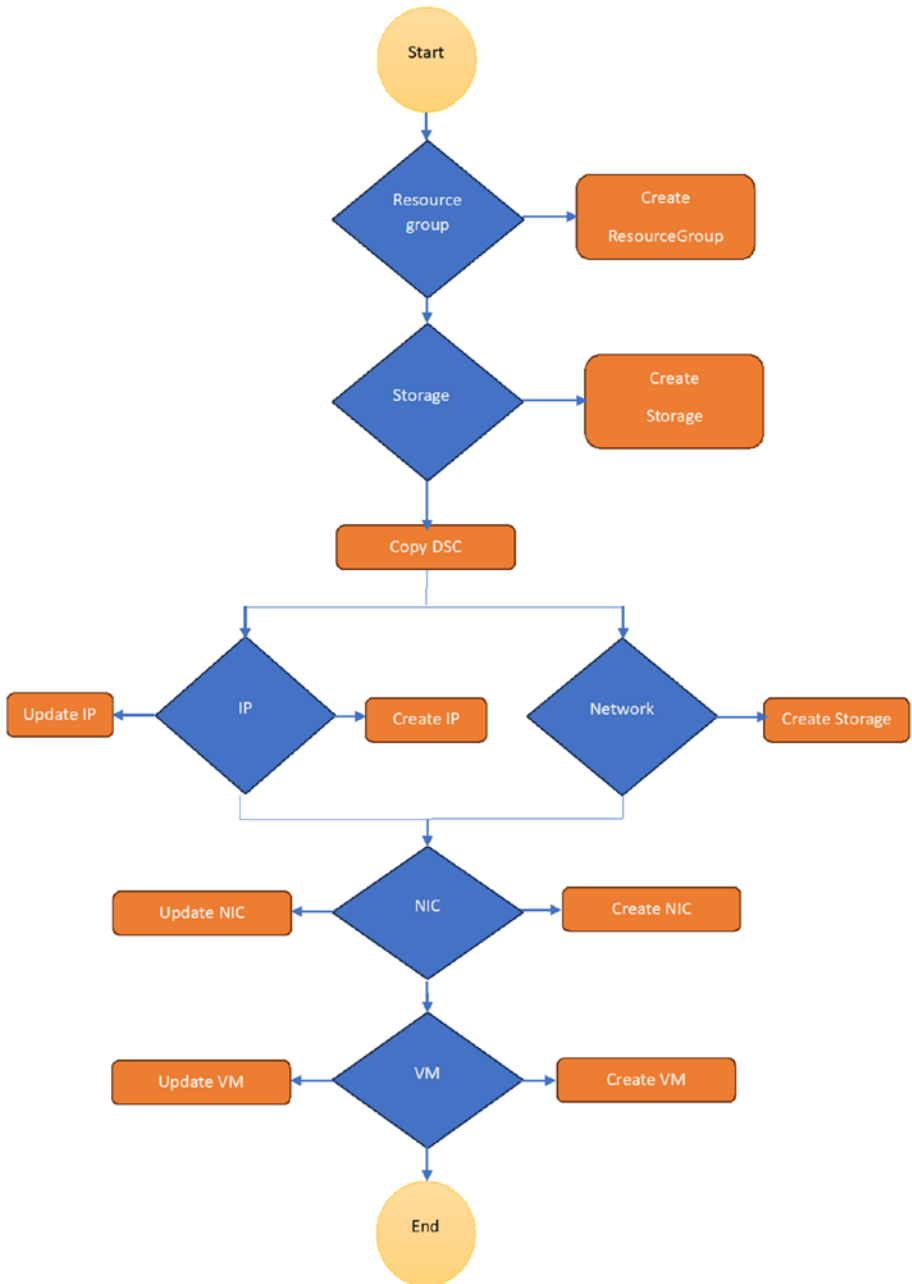 Start
Resource
group
Create
ResourceGroup
Storage
Create
Storage
Copy DSC
Update IP
IP
Create IP
Network
Create Storage
Update NIC
NIC
Create NIC
Update VM
VM
Create VM
End